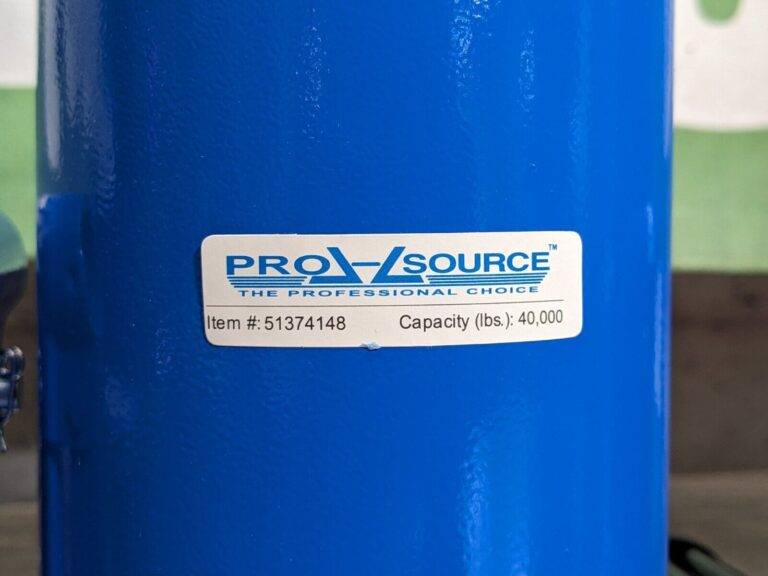 PRO SOURCE™
THE PROFESSIONAL CHOICE
Item #: 51374148 Capacity (lbs.): 40,000